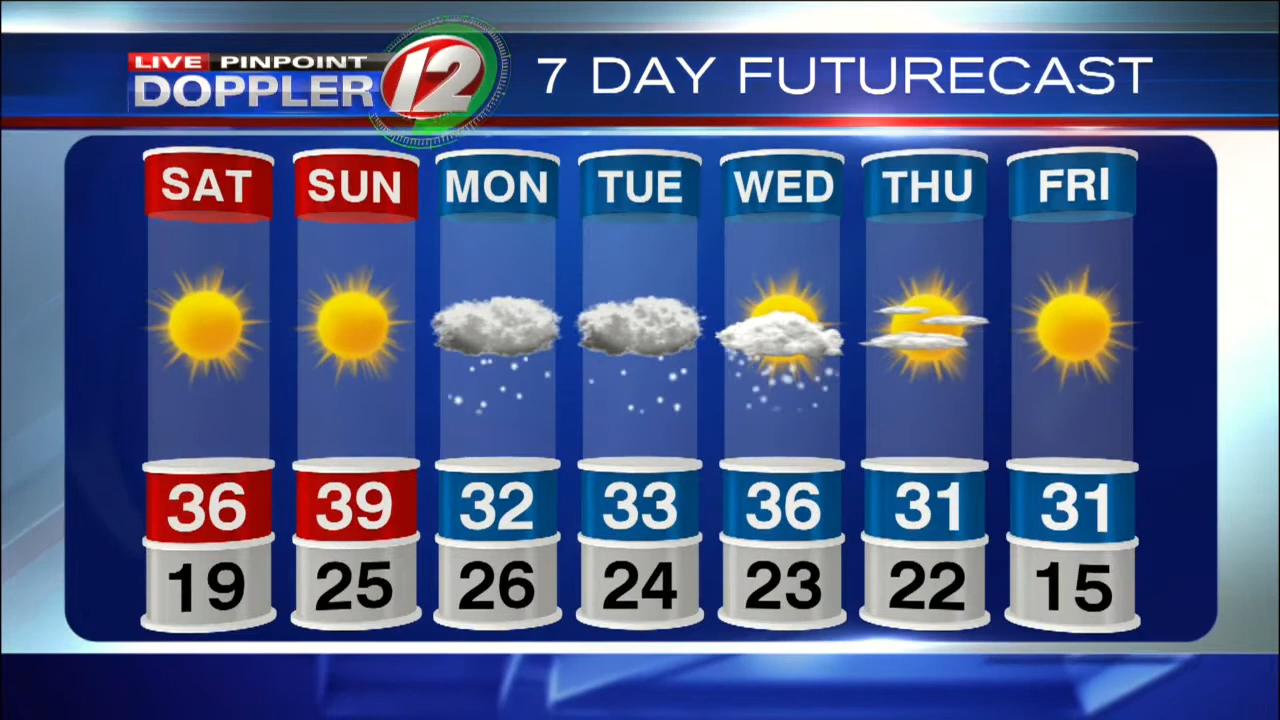 LIVE PINPOINT
DOPPLER 12
7 DAY FUTURECAST
SAT SUN MON TUE WED THU FRI
36 39 32 33 36 31 31
19 25 26 24 23 22 15